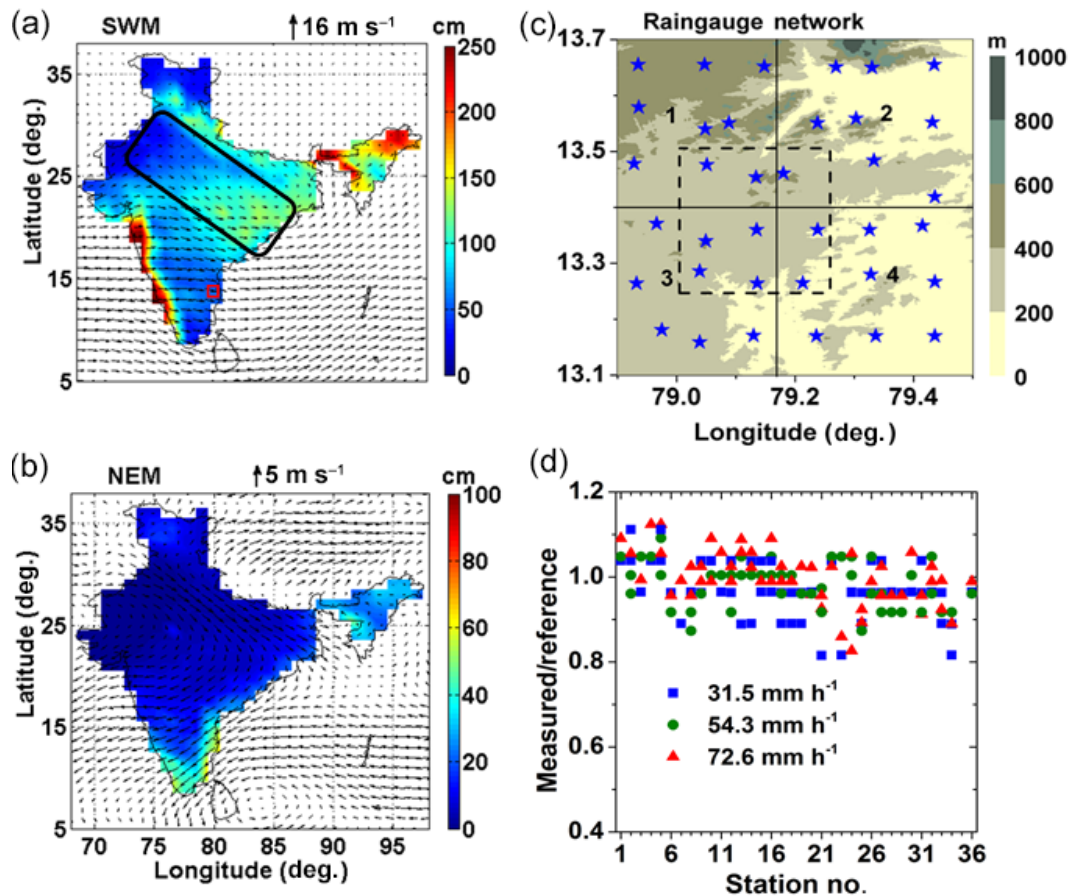 (a)
SWM
16 m s⁻¹
cm
Latitude (deg.)
35
25
15
5
250
200
150
100
50
0
(b)
NEM
5 m s⁻¹
cm
Latitude (deg.)
35
25
15
5
70 75 80 85 90 95
Longitude (deg.)
100
80
60
40
20
0
(c)
Raingauge network
m
13.7
13.5
13.3
13.1
1
2
3
4
79.0 79.2 79.4
Longitude (deg.)
1000
800
600
400
200
0
(d)
Measured/reference
1.2
1.0
0.8
0.6
0.4
31.5 mm h⁻¹
54.3 mm h⁻¹
72.6 mm h⁻¹
1 6 11 16 21 26 31 36
Station no.